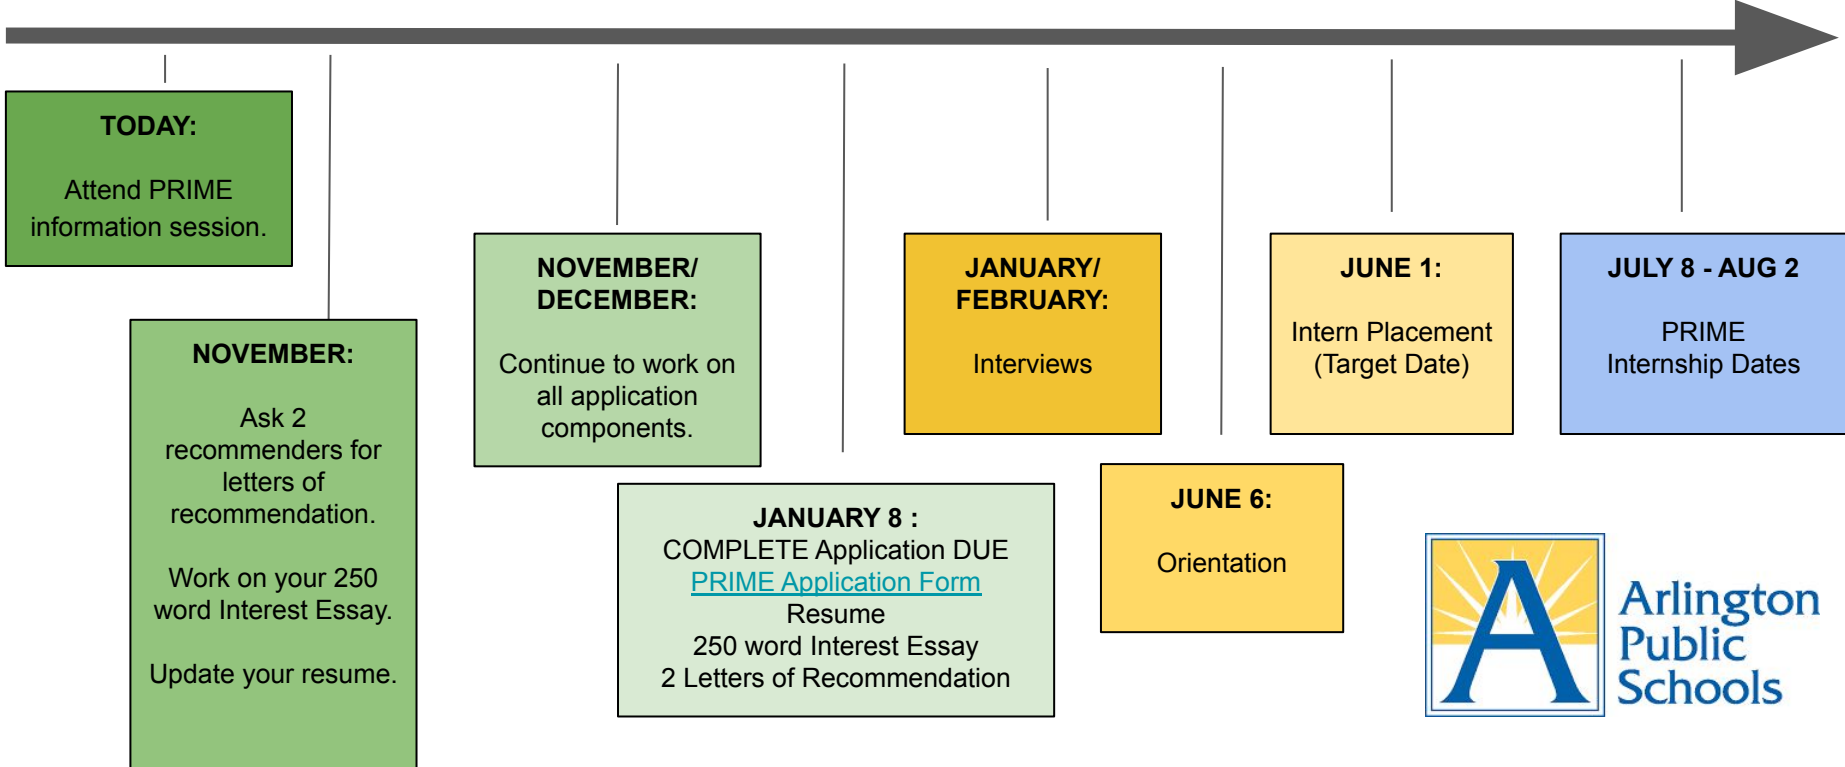 TODAY:
Attend PRIME
information session.
NOVEMBER:
Ask 2
recommenders for
letters of
recommendation.
Work on your 250
word Interest Essay.
Update your resume.
NOVEMBER/
DECEMBER:
Continue to work on
all application
components.
JANUARY 8 :
COMPLETE Application DUE
PRIME Application Form
Resume
250 word Interest Essay
2 Letters of Recommendation
JANUARY/
FEBRUARY:
Interviews
JUNE 6:
Orientation
JUNE 1:
Intern Placement
(Target Date)
JULY 8 - AUG 2
PRIME
Internship Dates
A
Arlington
Public
Schools